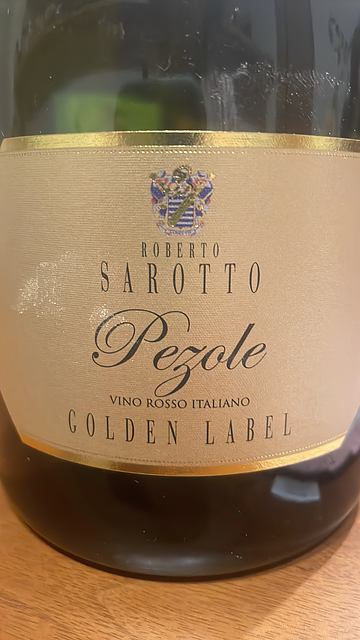 ROBERTO
SAROTTO
Pezole
VINO ROSSO ITALIANO
GOLDEN LABEL